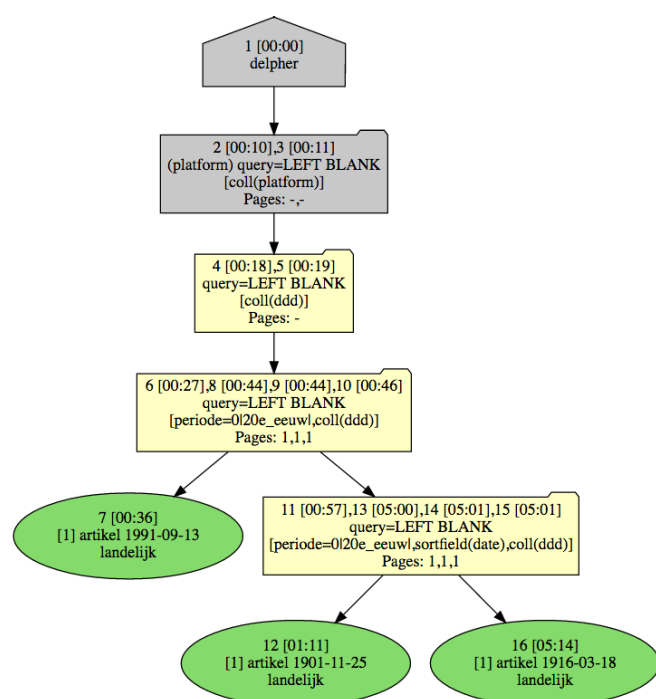 1 [00:00]
delpher
2 [00:10],3 [00:11]
(platform) query=LEFT BLANK
[coll(platform)]
Pages: -,-
4 [00:18],5 [00:19]
query=LEFT BLANK
[coll(ddd)]
Pages: -
6 [00:27],8 [00:44],9 [00:44],10 [00:46]
query=LEFT BLANK
[periode=0|20e_eeuw|,coll(ddd)]
Pages: 1,1,1
7 [00:36]
[1] artikel 1991-09-13
landelijk
11 [00:57],13 [05:00],14 [05:01],15 [05:01]
query=LEFT BLANK
[periode=0|20e_eeuw|,sortfield(date),coll(ddd)]
Pages: 1,1,1
12 [01:11]
[1] artikel 1901-11-25
landelijk
16 [05:14]
[1] artikel 1916-03-18
landelijk